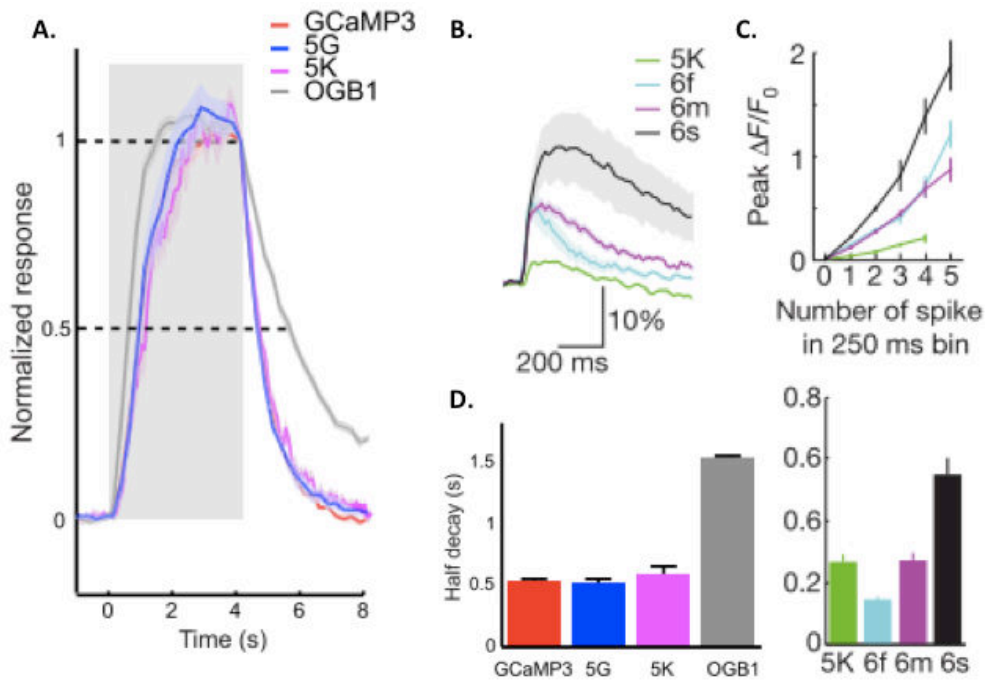 A.
GCaMP3
5G
5K
OGB1
Normalized response
1
0.5
0
0 2 4 6 8
Time (s)
B.
5K
6f
6m
6s
10%
200 ms
C.
Peak ΔF/F0
2
1
0
0 1 2 3 4 5
Number of spike
in 250 ms bin
D.
Half decay (s)
1.5
1
0.5
0
GCaMP3 5G 5K OGB1
0.8
0.6
0.6
0.2
0
5K 6f 6m 6s